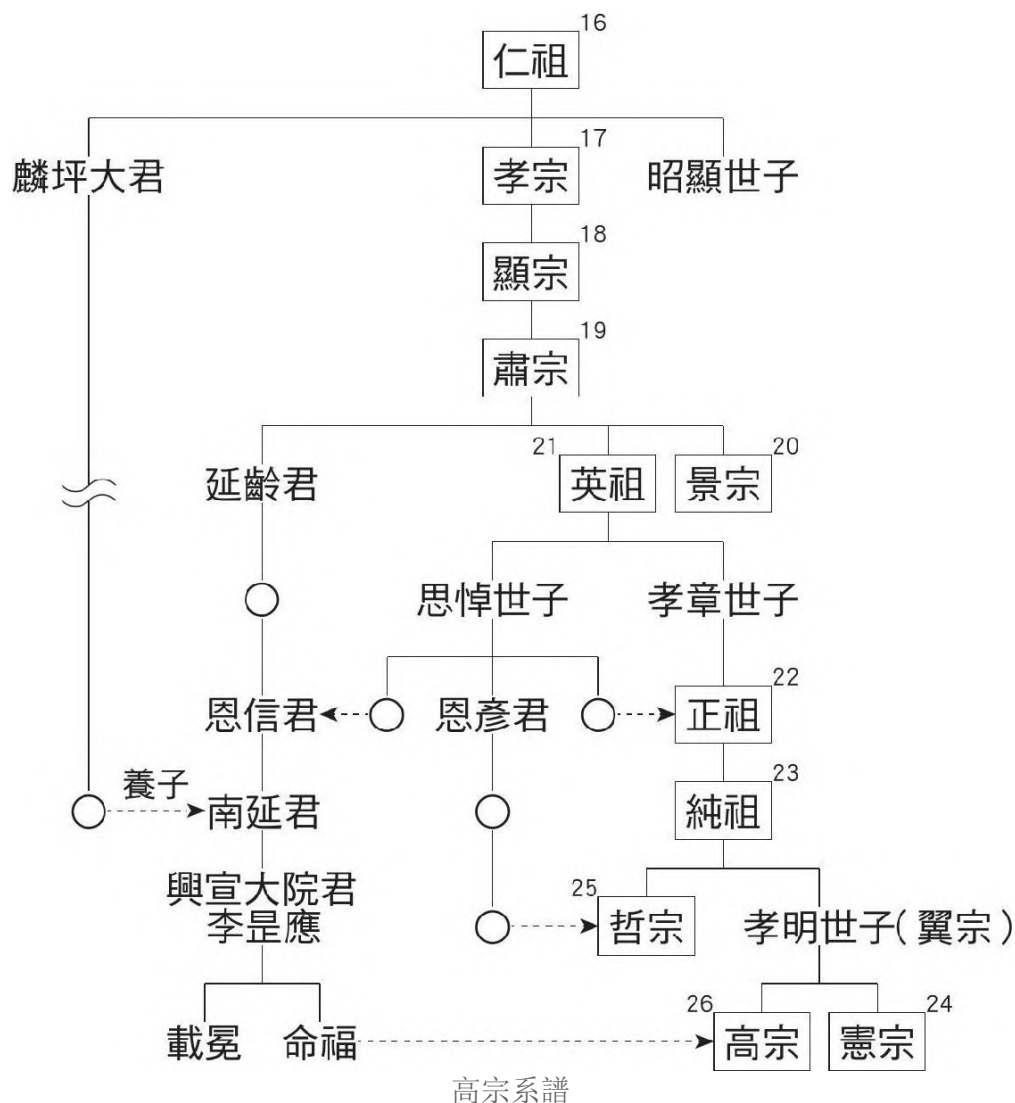 16
仁祖
17
麟坪大君
孝宗
昭顯世子
18
顯宗
19
肅宗
21
20
延齡君
英祖
景宗
思悼世子
孝章世子
22
恩信君
恩彥君
正祖
23
養子
南延君
純祖
興宣大院君
李昰應
25
哲宗
孝明世子(翼宗)
26
24
載冕
命福
高宗
憲宗
高宗系譜